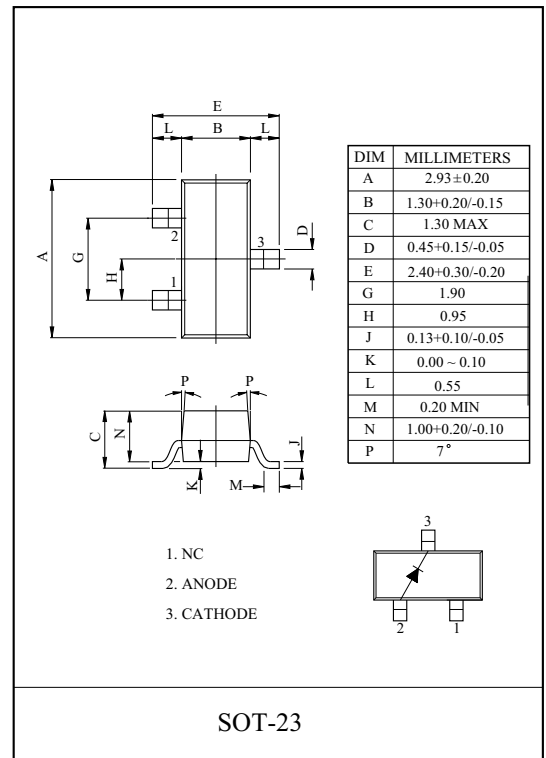 E
L B L
A
G
H
2
1
3
D
P P
C
N
K
M
J
DIM MILLIMETERS
A 2.93±0.20
B 1.30+0.20/-0.15
C 1.30 MAX
D 0.45+0.15/-0.05
E 2.40+0.30/-0.20
G 1.90
H 0.95
J 0.13+0.10/-0.05
K 0.00 ~ 0.10
L 0.55
M 0.20 MIN
N 1.00+0.20/-0.10
P 7°
1. NC
2. ANODE
3. CATHODE
3
2 1
SOT-23